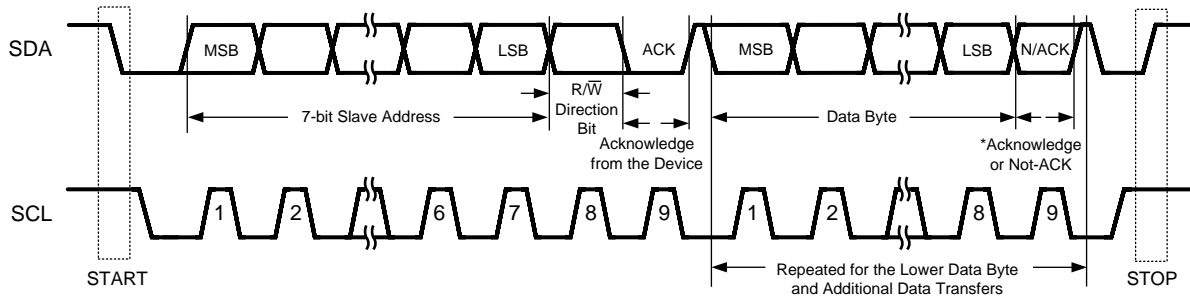 SDA
MSB
LSB
ACK
MSB
LSB
N/ACK
R/W̅
Direction
Bit
7-bit Slave Address
Data Byte
Acknowledge
from the Device
*Acknowledge
or Not-ACK
SCL
1
2
6
7
8
9
1
2
8
9
START
Repeated for the Lower Data Byte
and Additional Data Transfers
STOP